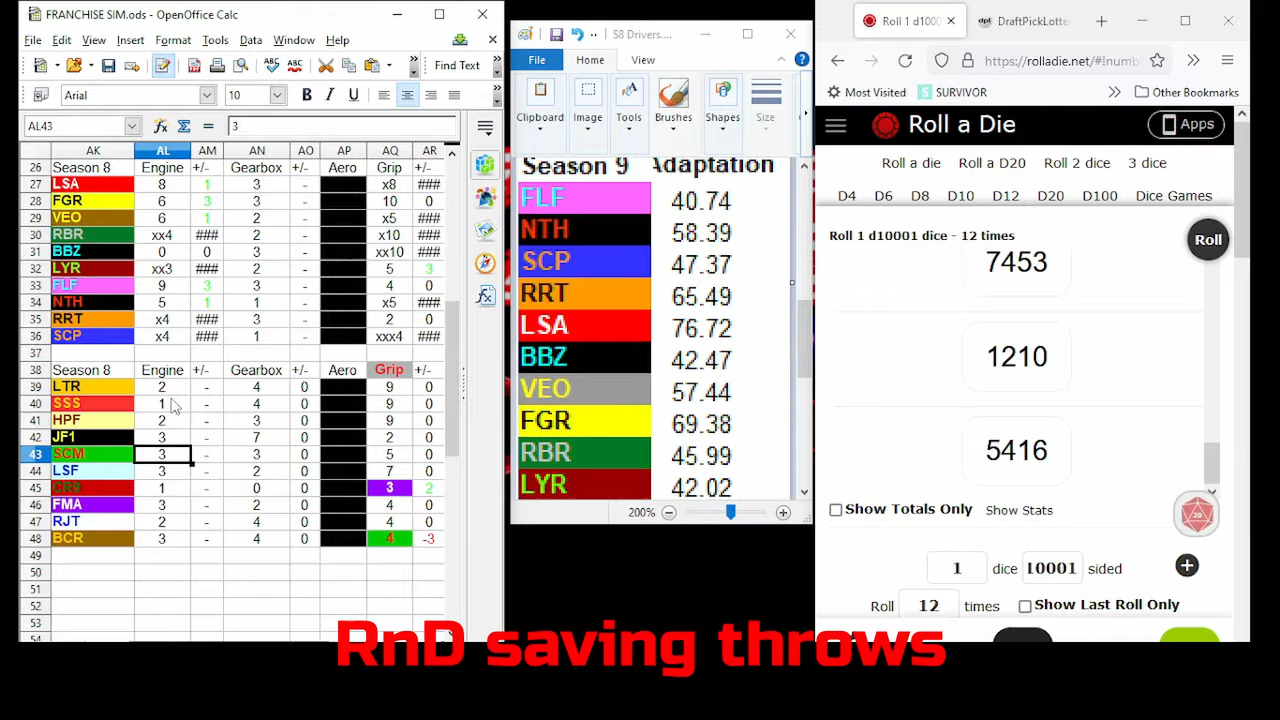 FRANCHISE SIM.ods - OpenOffice Calc
File Edit View Insert Format Tools Data Window Help
Find Text
Arial 10 B I U
AL43 3
AK AL AM AN AO AP AQ AR
26 Season 8 Engine +/- Gearbox +/- Aero Grip +/-
27 LSA 8 1 3 x8 ###
28 FGR 6 3 3 10 0
29 VEO 6 1 2 x5 ###
30 RBR xx4 ### 2 x10 ###
31 BBZ 0 0 3 xx10 ###
32 LYR xx3 ### 2 5 3
33 FLF 9 3 3 4 0
34 NTH 5 1 1 x5 ###
35 RRT x4 ### 3 2 0
36 SCP x4 ### 1 - xxx4 ###
37
38 Season 8 Engine +/- Gearbox +/- Aero Grip +/-
39 LTR 2 - 4 0 9 0
40 SSS 1 - 4 0 9 0
41 HPF 2 - 3 0 9 0
42 JF1 3 - 7 0 2 0
43 SCM 3 - 3 0 5 0
44 LSF 3 - 2 0 7 0
45 1 - 0 0 3 2
46 FMA 3 - 2 0 4 0
47 RJT 2 - 4 0 4 0
48 BCR 3 - 4 0 4 -3
49
50
51
52
53
54
S8 Drivers....
File Home View
Clipboard Image Tools Brushes Shapes Size
Season 9 Adaptation
FLF 40.74
NTH 58.39
SCP 47.37
RRT 65.49
LSA 76.72
BBZ 42.47
VEO 57.44
FGR 69.38
RBR 45.99
LYR 42.02
200%
Roll 1 d1000 DraftPickLotte
https://rolladie.net/#!numb
Most Visited SURVIVOR Other Bookmarks
Roll a Die Apps
Roll a die Roll a D20 Roll 2 dice 3 dice
D4 D6 D8 D10 D12 D20 D100 Dice Games
Roll 1 d10001 dice - 12 times
Roll
7453
1210
5416
Show Totals Only Show Stats
20
1 dice 10001 sided
Roll 12 times Show Last Roll Only
RnD saving throws